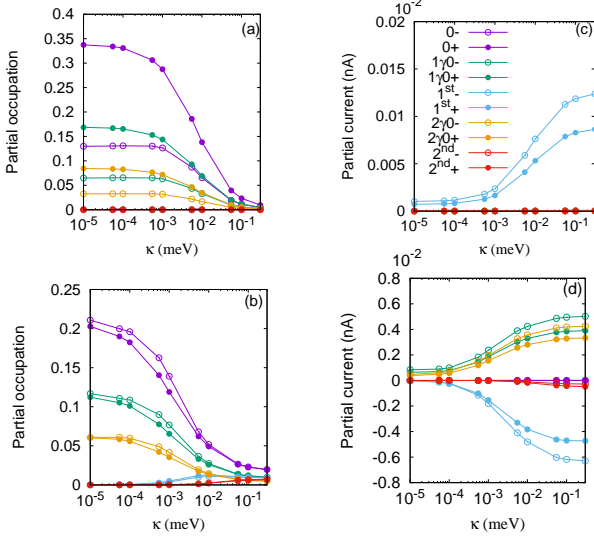 (a)
Partial occupation
0.4
0.35
0.3
0.25
0.2
0.15
0.1
0.05
0
10-5 10-4 10-3 10-2 10-1
κ (meV)
10-02
(c)
Partial current (nA)
0.02
0.015
0.01
0.005
0
0-
0+
1γ0-
1γ0+
1st-
1st+
2γ0-
2γ0+
2nd-
2nd+
10-5 10-4 10-3 10-2 10-1
κ (meV)
(b)
Partial occupation
0.25
0.2
0.15
0.1
0.05
0
10-5 10-4 10-3 10-2 10-1
κ (meV)
10-02
(d)
Partial current (nA)
0.8
0.6
0.4
0.2
0
-0.2
-0.4
-0.6
-0.8
10-5 10-4 10-3 10-2 10-1
κ (meV)